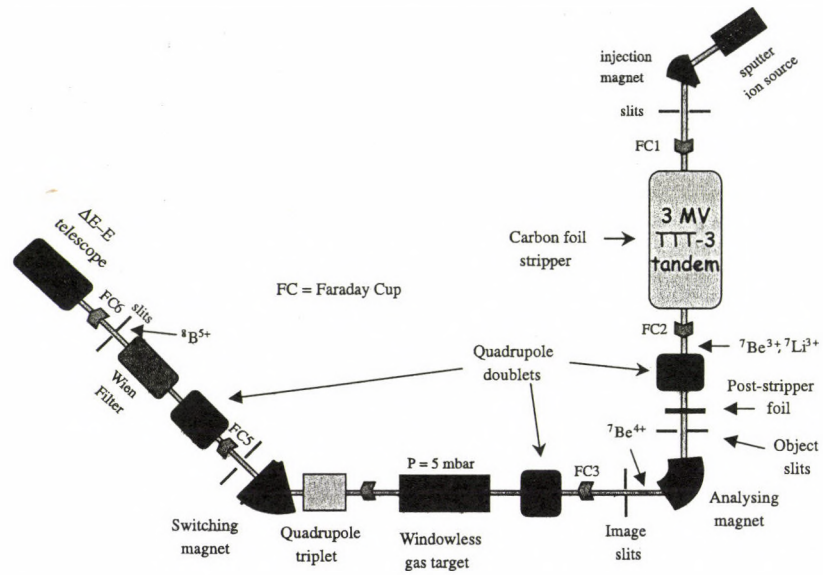 injection
magnet
sputter
ion source
slits
FC1
3 MV
TTT-3
tandem
Carbon foil
stripper
ΔE–E
telescope
FC6
slits
⁸B⁵⁺
FC = Faraday Cup
FC2
⁷Be³⁺, ⁷Li³⁺
Quadrupole
doublets
Wion
Filter
Post-stripper
foil
FC5
⁷Be⁴⁺
Object
slits
P = 5 mbar
FC3
Analysing
magnet
Switching
magnet
Quadrupole
triplet
Windowless
gas target
Image
slits